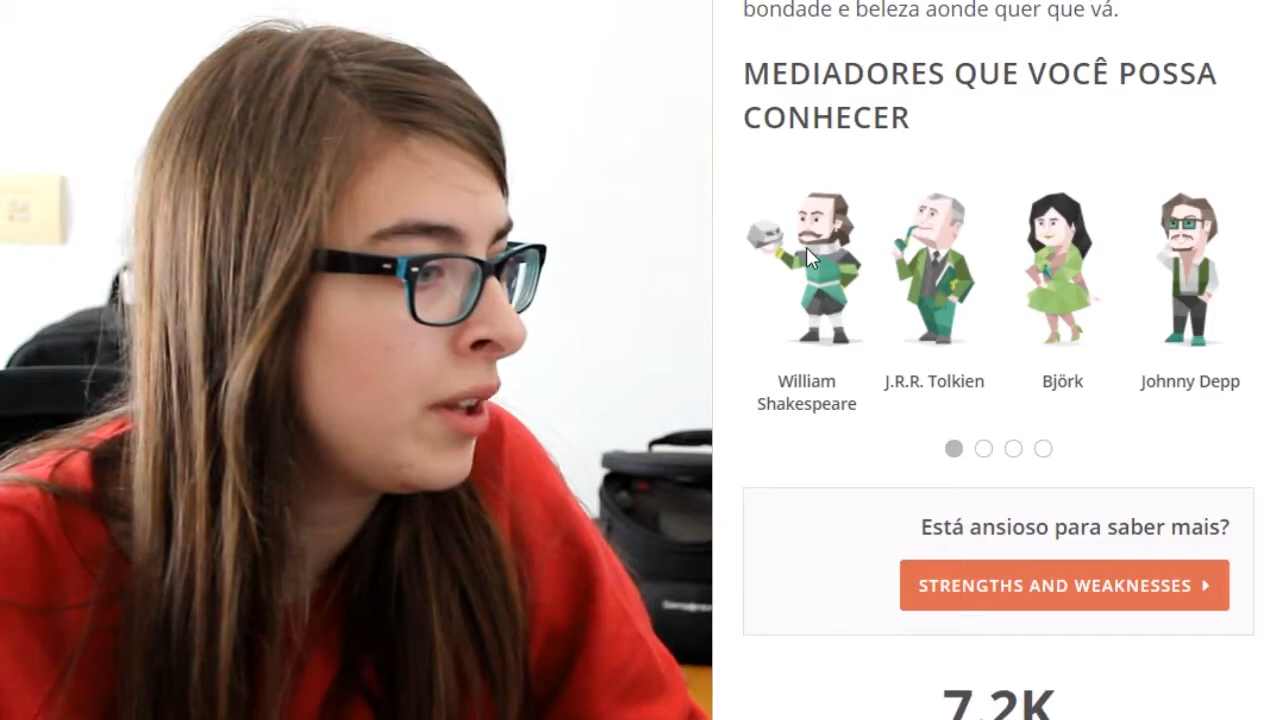 bondade e beleza aonde quer que vá.
MEDIADORES QUE VOCÊ POSSA
CONHECER
William
Shakespeare
J.R.R. Tolkien
Björk
Johnny Depp
Está ansioso para saber mais?
STRENGTHS AND WEAKNESSES
7.2K